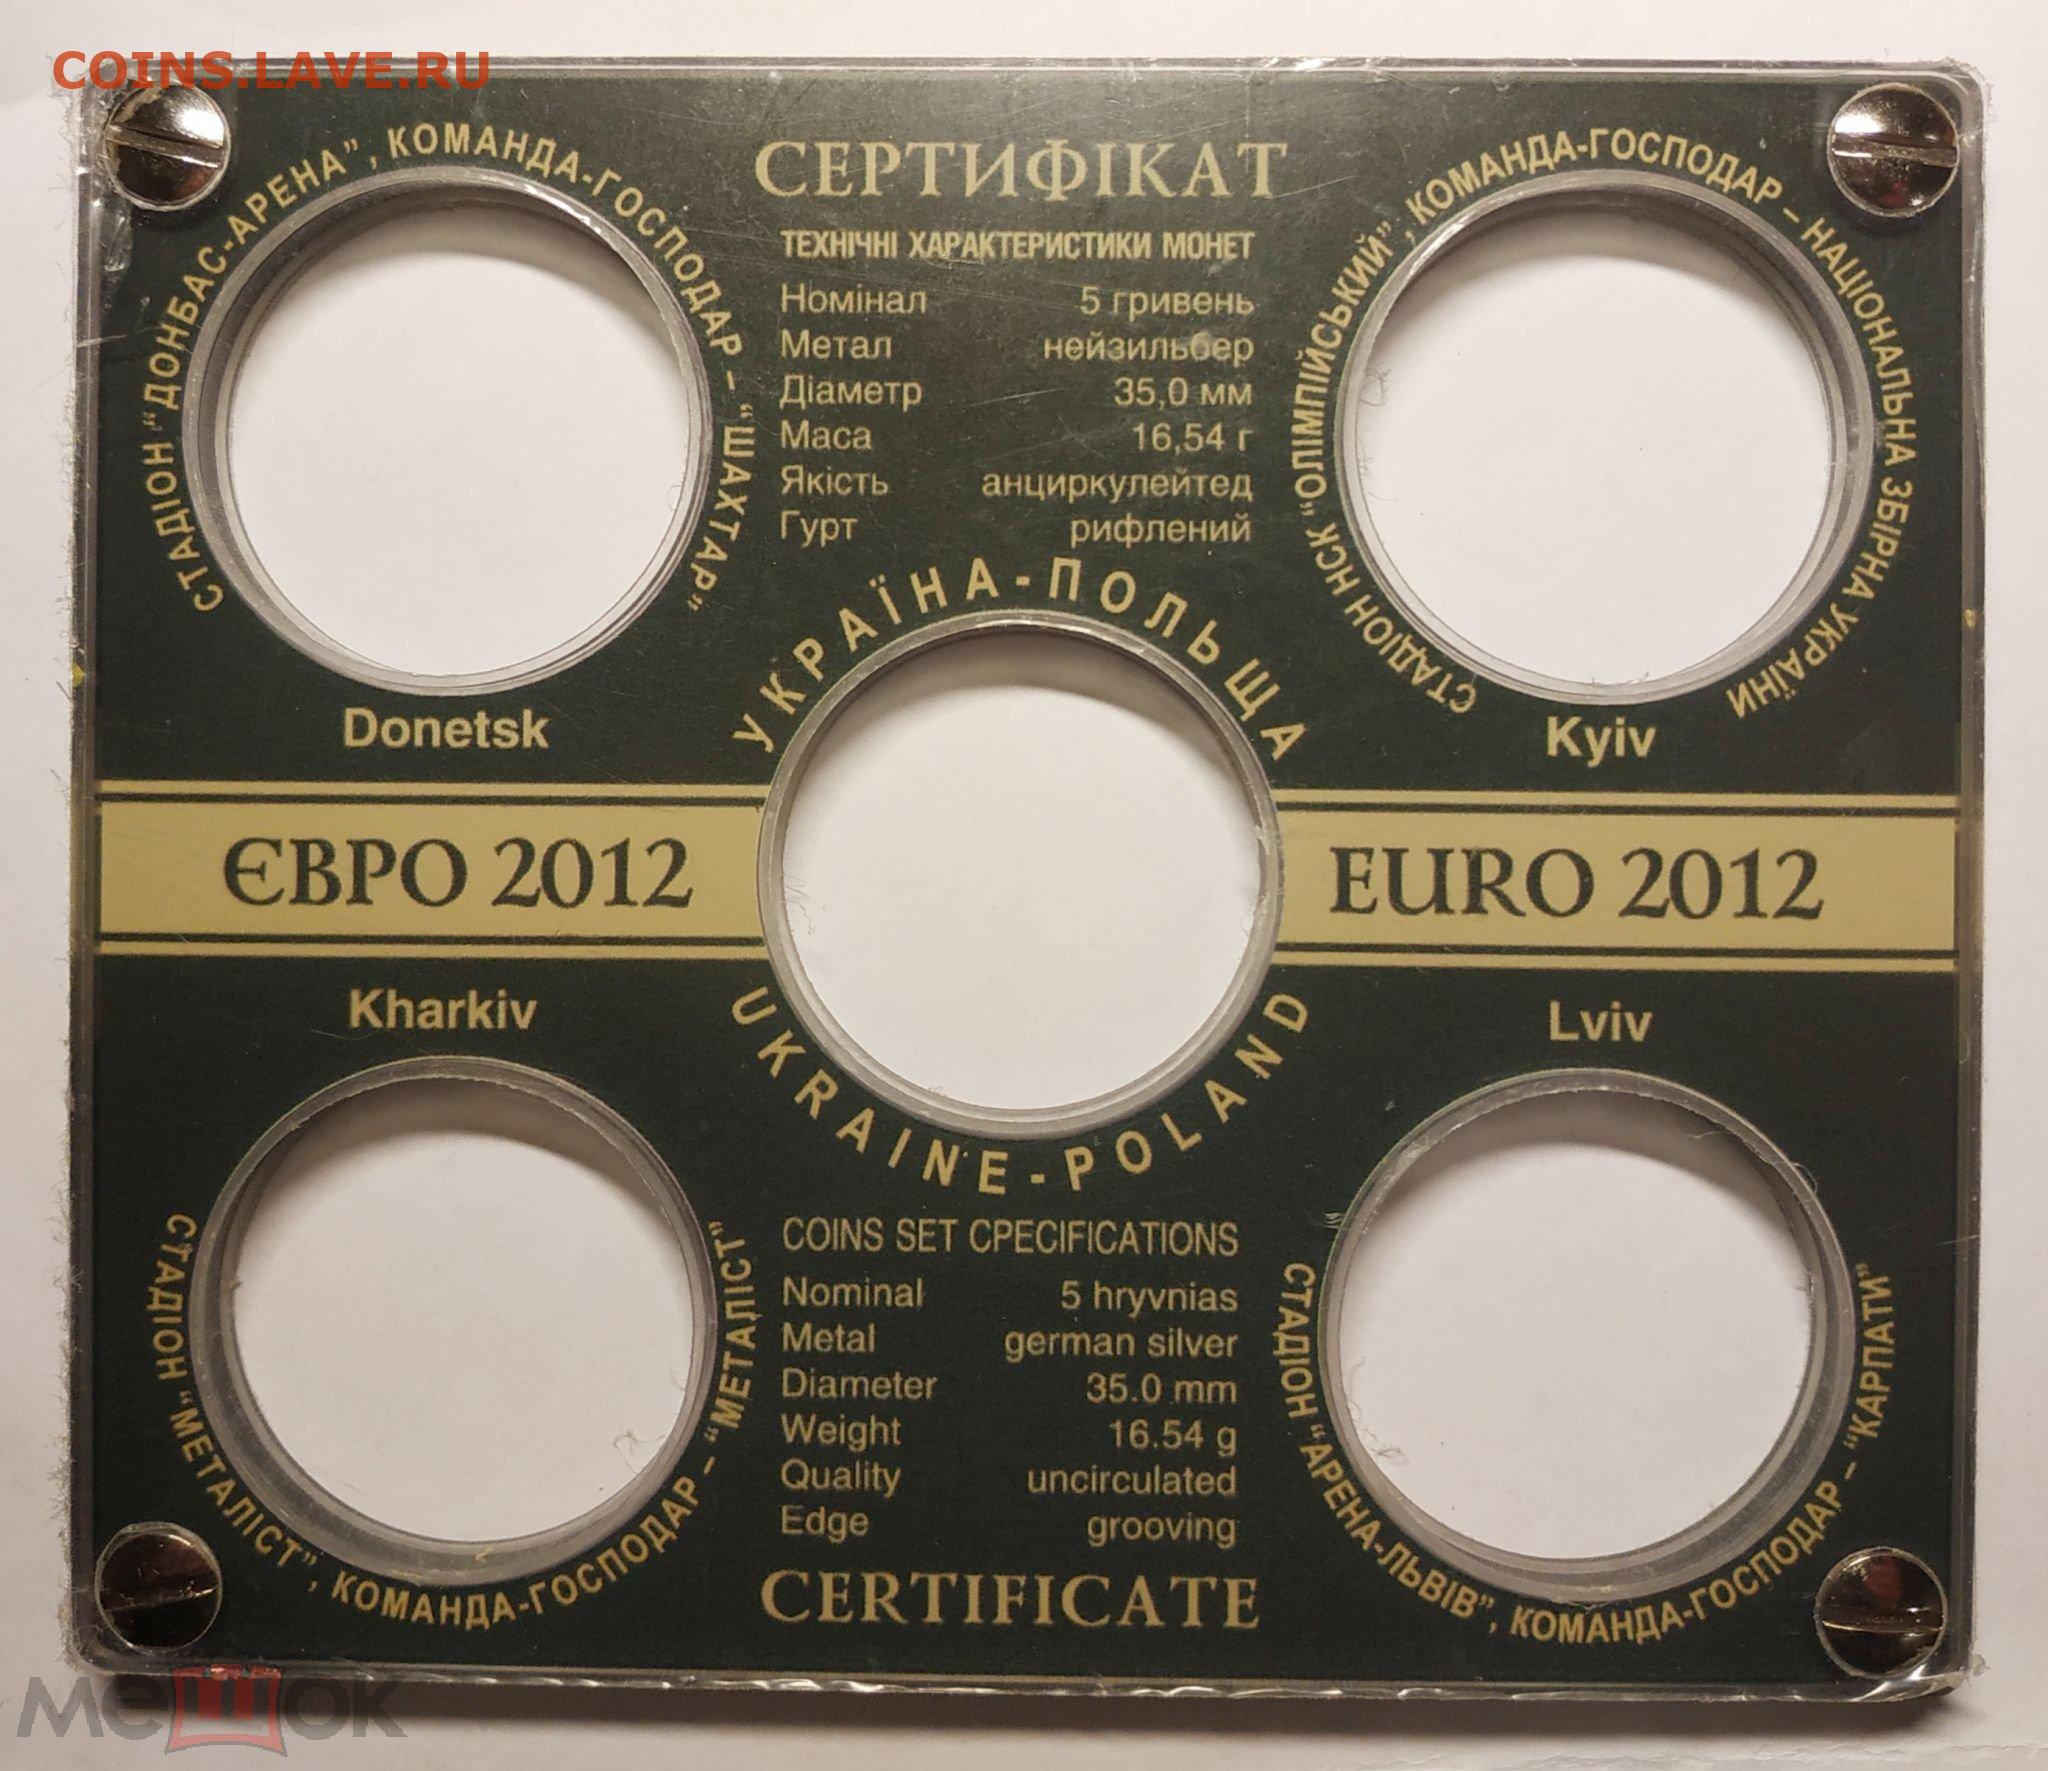 COINS.LAVE.RU
СТАДІОН “ДОНБАС-АРЕНА”, КОМАНДА-ГОСПОДАР – “ШАХТАР”
Donetsk
СЕРТИФІКАТ
ТЕХНІЧНІ ХАРАКТЕРИСТИКИ МОНЕТ
Номінал 5 гривень
Метал нейзильбер
Діаметр 35,0 мм
Маса 16,54 г
Якість анциркулейтед
Гурт рифлений
СТАДІОН НСК “ОЛІМПІЙСЬКИЙ”, КОМАНДА-ГОСПОДАР – НАЦІОНАЛЬНА ЗБІРНА УКРАЇНИ
Kyiv
УКРАЇНА-ПОЛЬЩА
ЄВРО 2012
EURO 2012
UKRAINE-POLAND
Kharkiv
СТАДІОН “МЕТАЛІСТ”, КОМАНДА-ГОСПОДАР – “МЕТАЛІСТ”
COINS SET CPECIFICATIONS
Nominal 5 hryvnias
Metal german silver
Diameter 35.0 mm
Weight 16.54 g
Quality uncirculated
Edge grooving
CERTIFICATE
Lviv
СТАДІОН “АРЕНА-ЛЬВІВ”, КОМАНДА-ГОСПОДАР – “КАРПАТИ”
мешок